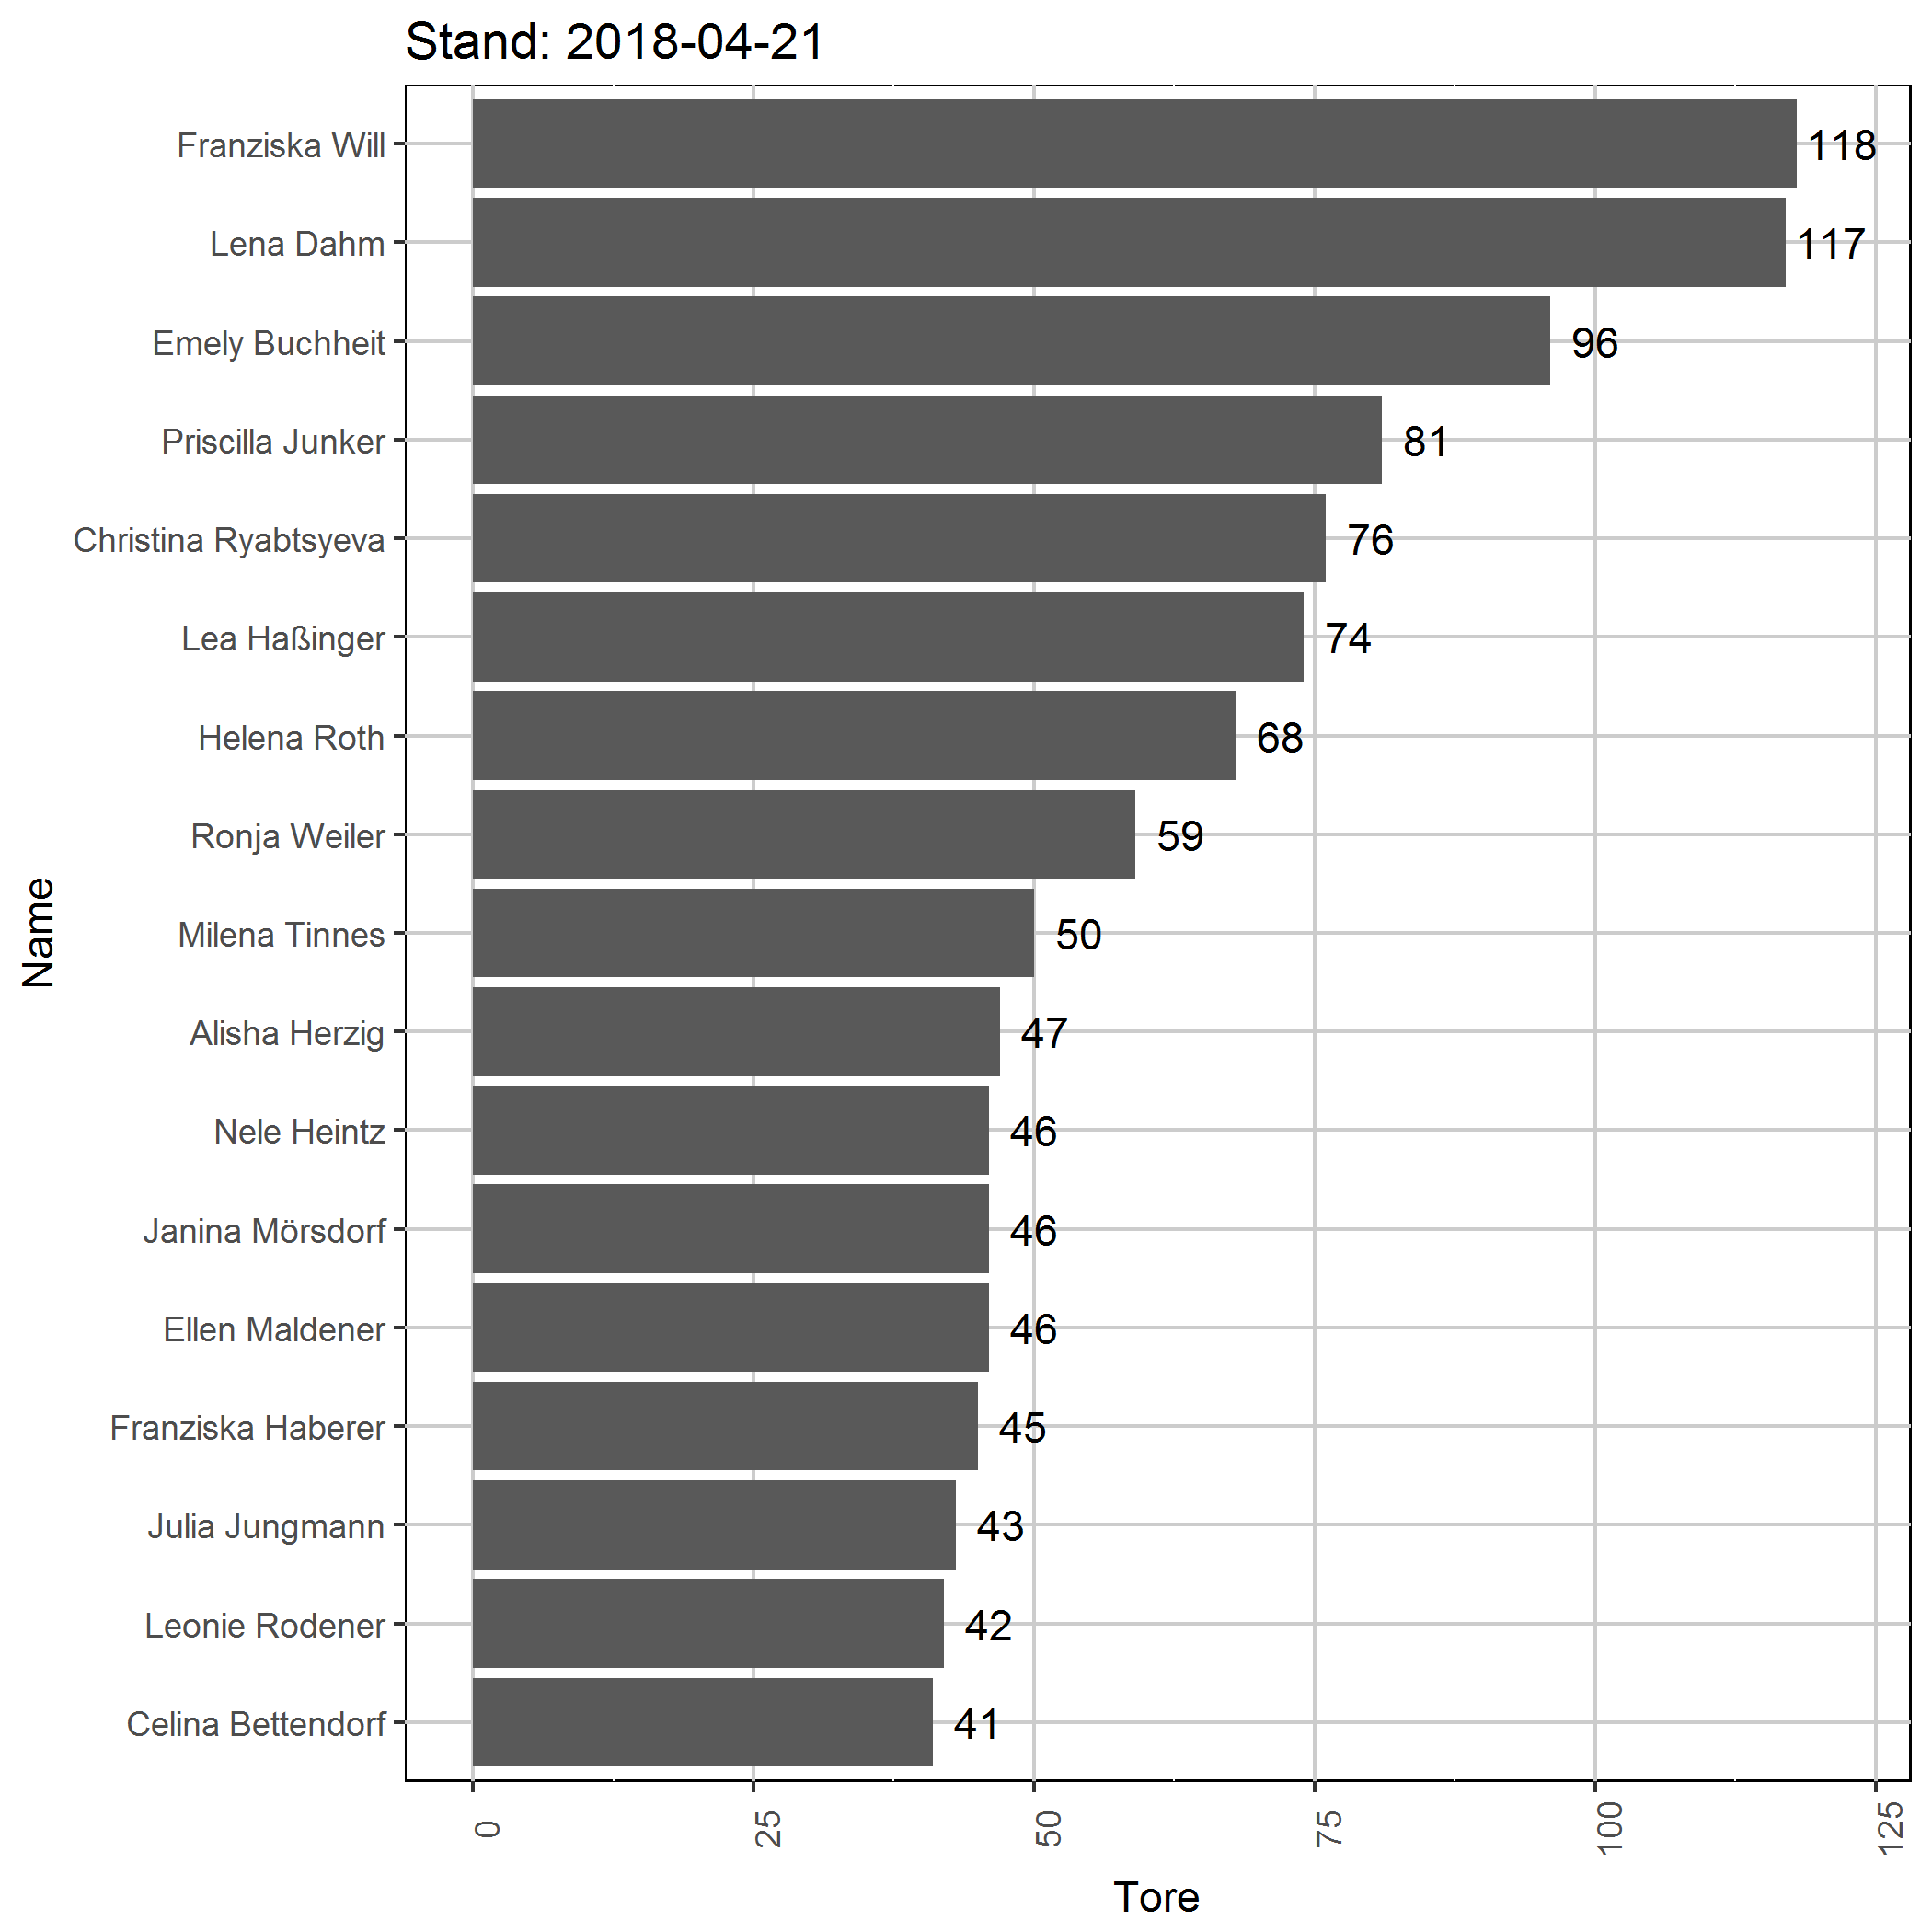 Stand: 2018-04-21
Franziska Will 118
Lena Dahm 117
Emely Buchheit 96
Priscilla Junker 81
Christina Ryabtsyeva 76
Lea Haßinger 74
Helena Roth 68
Ronja Weiler 59
Milena Tinnes 50
Alisha Herzig 47
Nele Heintz 46
Janina Mörsdorf 46
Ellen Maldener 46
Franziska Haberer 45
Julia Jungmann 43
Leonie Rodener 42
Celina Bettendorf 41
Name
0 25 50 75 100 125
Tore